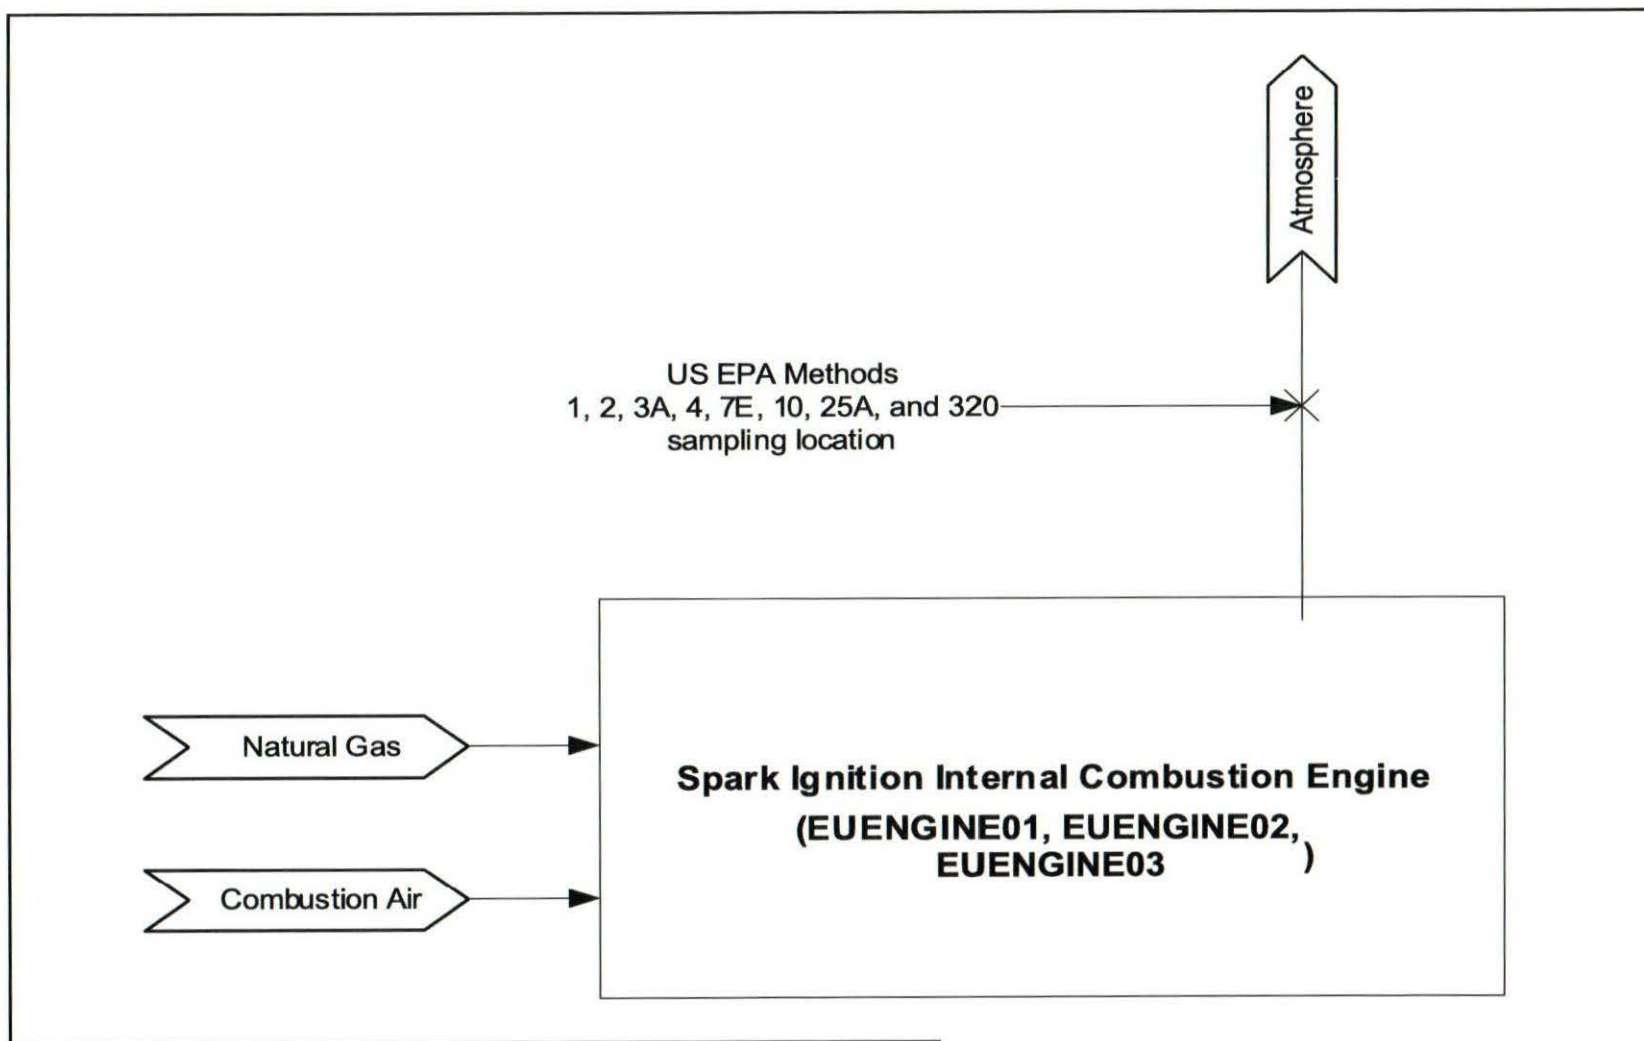 Atmosphere
US EPA Methods
1, 2, 3A, 4, 7E, 10, 25A, and 320
sampling location
Natural Gas
Spark Ignition Internal Combustion Engine
(EUENGINE01, EUENGINE02,
EUENGINE03 )
Combustion Air